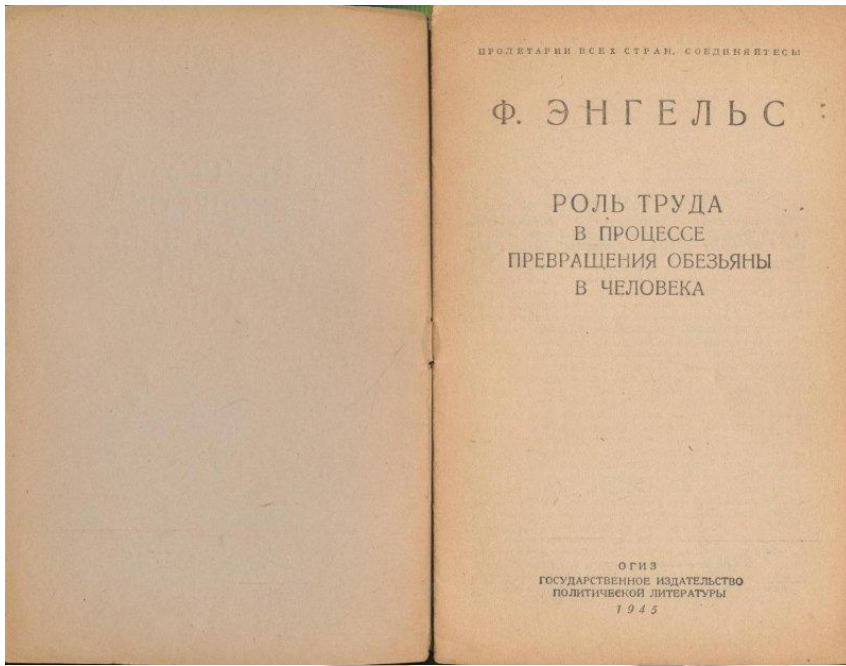 ПРОЛЕТАРИИ ВСЕХ СТРАН, СОЕДИНЯЙТЕСЬ!
Ф. ЭНГЕЛЬС
РОЛЬ ТРУДА
В ПРОЦЕССЕ
ПРЕВРАЩЕНИЯ ОБЕЗЬЯНЫ
В ЧЕЛОВЕКА
ОГИЗ
ГОСУДАРСТВЕННОЕ ИЗДАТЕЛЬСТВО
ПОЛИТИЧЕСКОЙ ЛИТЕРАТУРЫ
1945